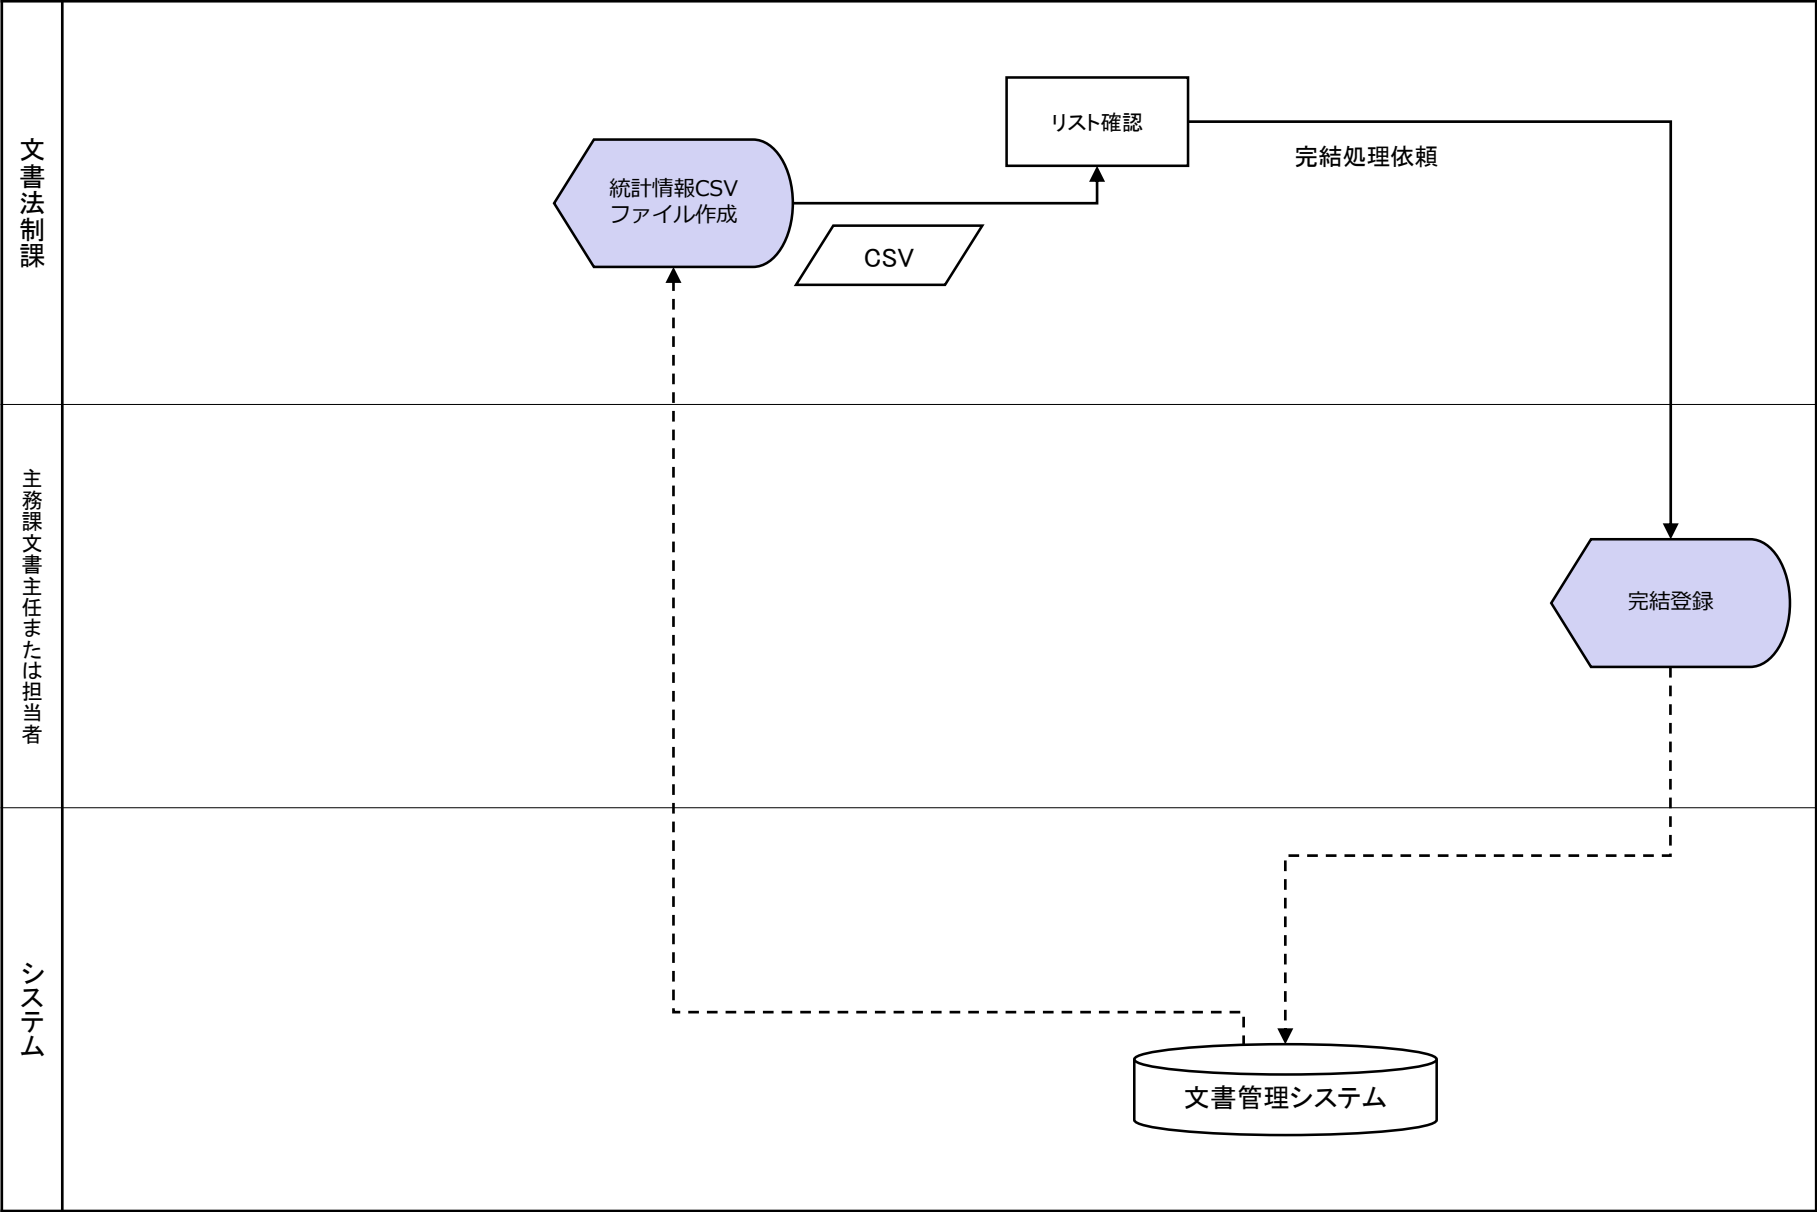 文書法制課
リスト確認
完結処理依頼
統計情報CSV
ファイル作成
CSV
主務課文書主任または担当者
完結登録
システム
文書管理システム